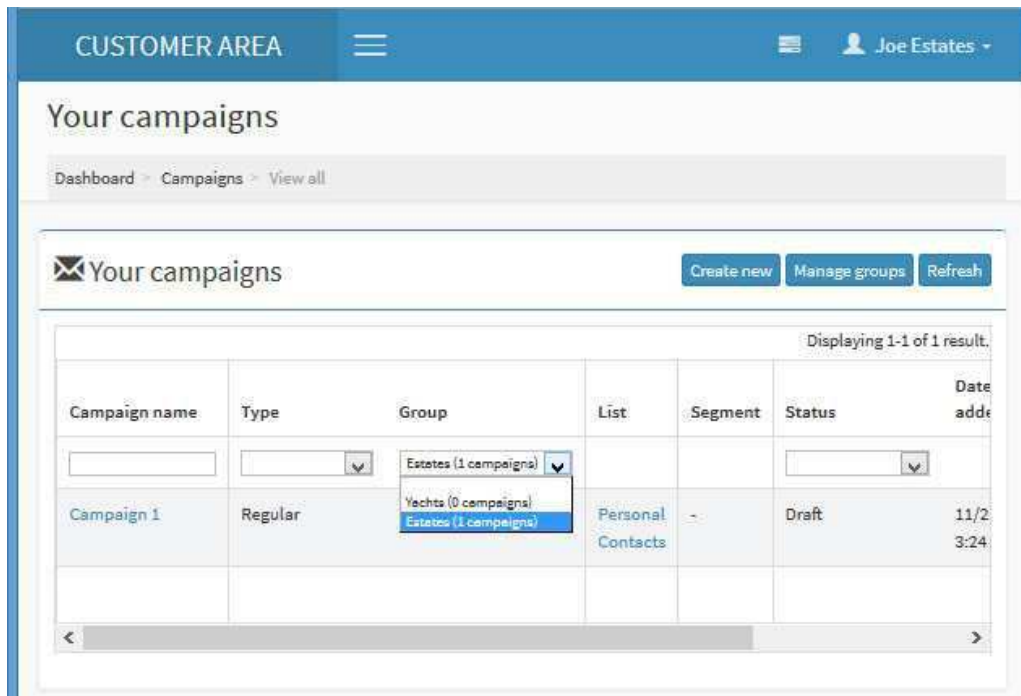 CUSTOMER AREA
Joe Estates
Your campaigns
Dashboard > Campaigns > View all
Your campaigns
Create new
Manage groups
Refresh
Displaying 1-1 of 1 result.
Campaign name
Type
Group
List
Segment
Status
Date
adde
Estates (1 campaigns)
Yachts (0 campaigns)
Estates (1 campaigns)
Campaign 1
Regular
Personal
Contacts
-
Draft
11/2
3:24